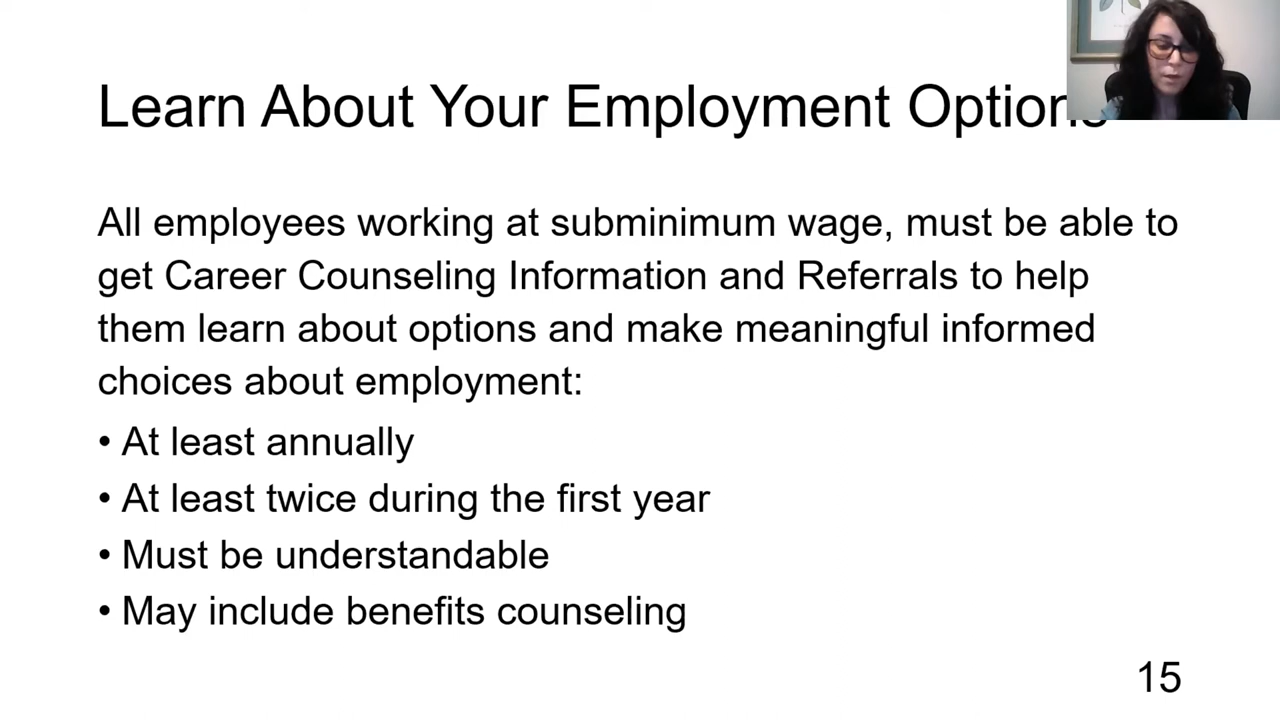 Learn About Your Employment Options
All employees working at subminimum wage, must be able to
get Career Counseling Information and Referrals to help
them learn about options and make meaningful informed
choices about employment:
• At least annually
• At least twice during the first year
• Must be understandable
• May include benefits counseling
15